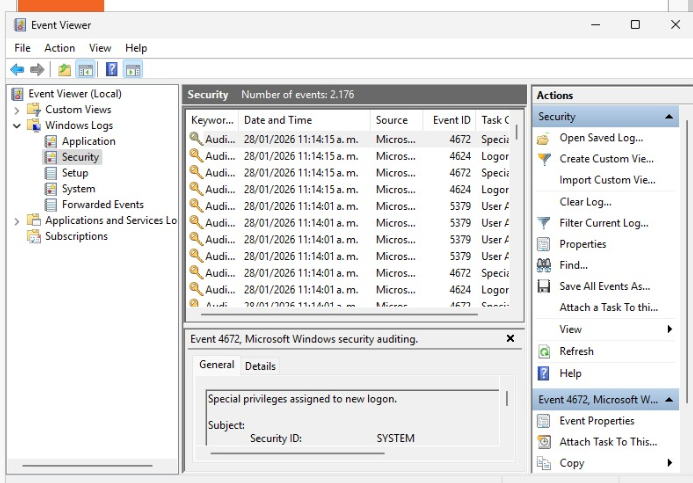 Event Viewer
File Action View Help
Event Viewer (Local)
Custom Views
Windows Logs
Application
Security
Setup
System
Forwarded Events
Applications and Services Lo
Subscriptions
Security Number of events: 2.176
Keywor... Date and Time Source Event ID Task C
Audi... 28/01/2026 11:14:15 a. m. Micros... 4672 Specia
Audi... 28/01/2026 11:14:15 a. m. Micros... 4624 Logor
Audi... 28/01/2026 11:14:15 a. m. Micros... 4672 Specia
Audi... 28/01/2026 11:14:15 a. m. Micros... 4624 Logor
Audi... 28/01/2026 11:14:01 a. m. Micros... 5379 User A
Audi... 28/01/2026 11:14:01 a. m. Micros... 5379 User A
Audi... 28/01/2026 11:14:01 a. m. Micros... 5379 User A
Audi... 28/01/2026 11:14:01 a. m. Micros... 4672 Specia
Audi... 28/01/2026 11:14:01 a. m. Micros... 4624 Logor
Audi... 28/01/2026 11:14:01 a. m. Micros... 4672 Specia
Event 4672, Microsoft Windows security auditing.
General Details
Special privileges assigned to new logon.
Subject:
Security ID: SYSTEM
Actions
Security
Open Saved Log...
Create Custom Vie...
Import Custom Vie...
Clear Log...
Filter Current Log...
Properties
Find...
Save All Events As...
Attach a Task To thi...
View
Refresh
Help
Event 4672, Microsoft W...
Event Properties
Attach Task To This...
Copy